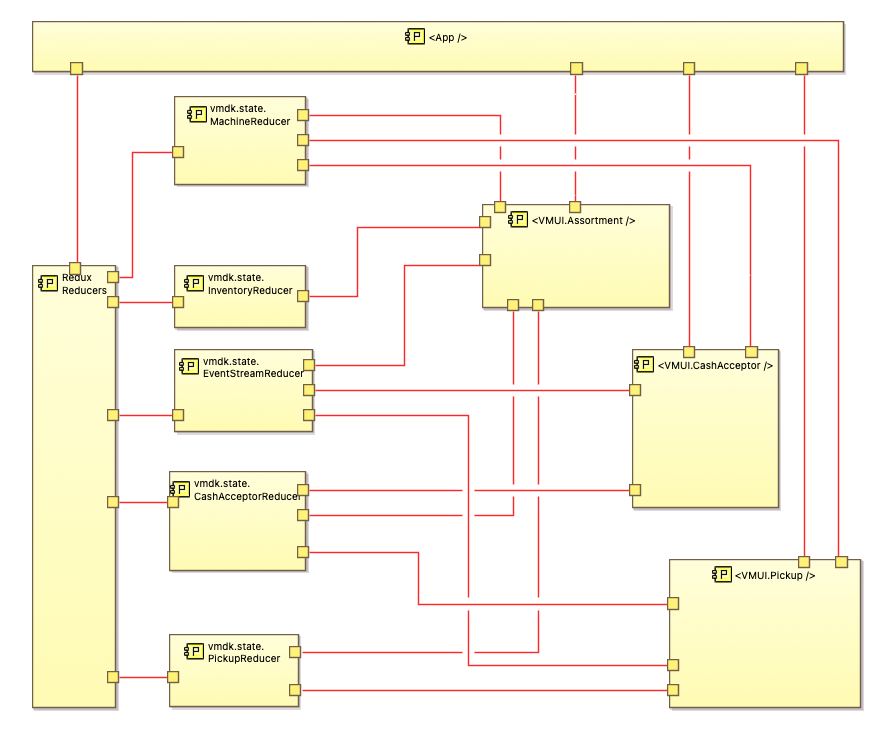 <App />
vmdk.state.
MachineReducer
<VMUI.Assortment />
Redux
Reducers
vmdk.state.
InventoryReducer
vmdk.state.
EventStreamReducer
<VMUI.CashAcceptor />
vmdk.state.
CashAcceptorReducer
<VMUI.Pickup />
vmdk.state.
PickupReducer